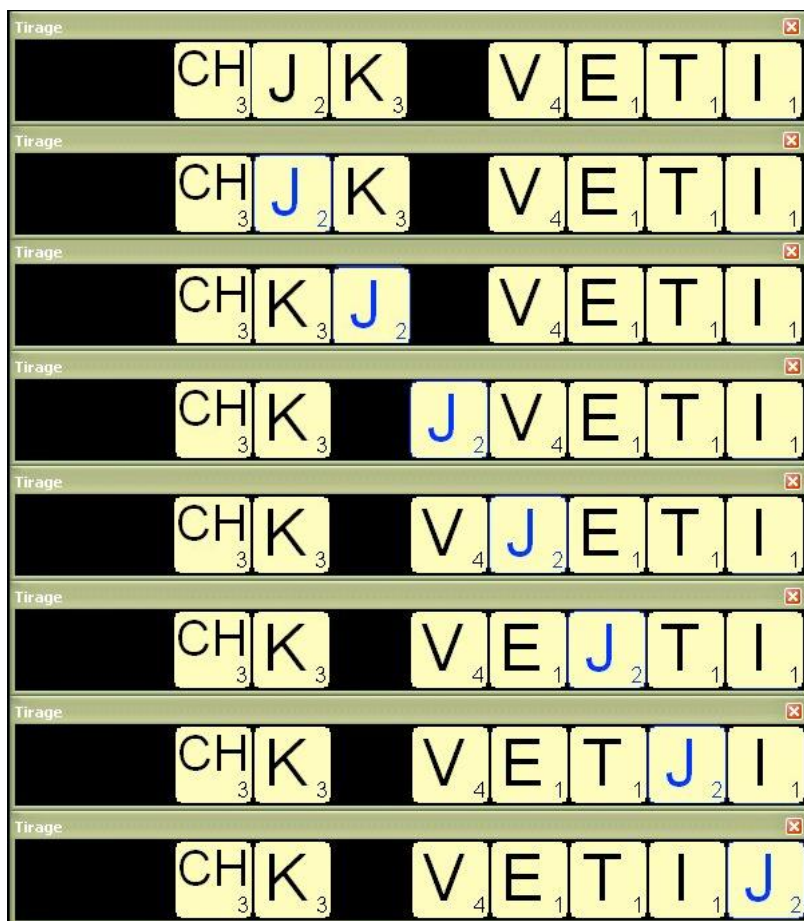 Tirage
CH3 J2 K3 V4 E1 T1 I1
Tirage
CH3 J2 K3 V4 E1 T1 I1
Tirage
CH3 K3 J2 V4 E1 T1 I1
Tirage
CH3 K3 J2 V4 E1 T1 I1
Tirage
CH3 K3 V4 J2 E1 T1 I1
Tirage
CH3 K3 V4 E1 J2 T1 I1
Tirage
CH3 K3 V4 E1 T1 J2 I1
Tirage
CH3 K3 V4 E1 T1 I1 J2